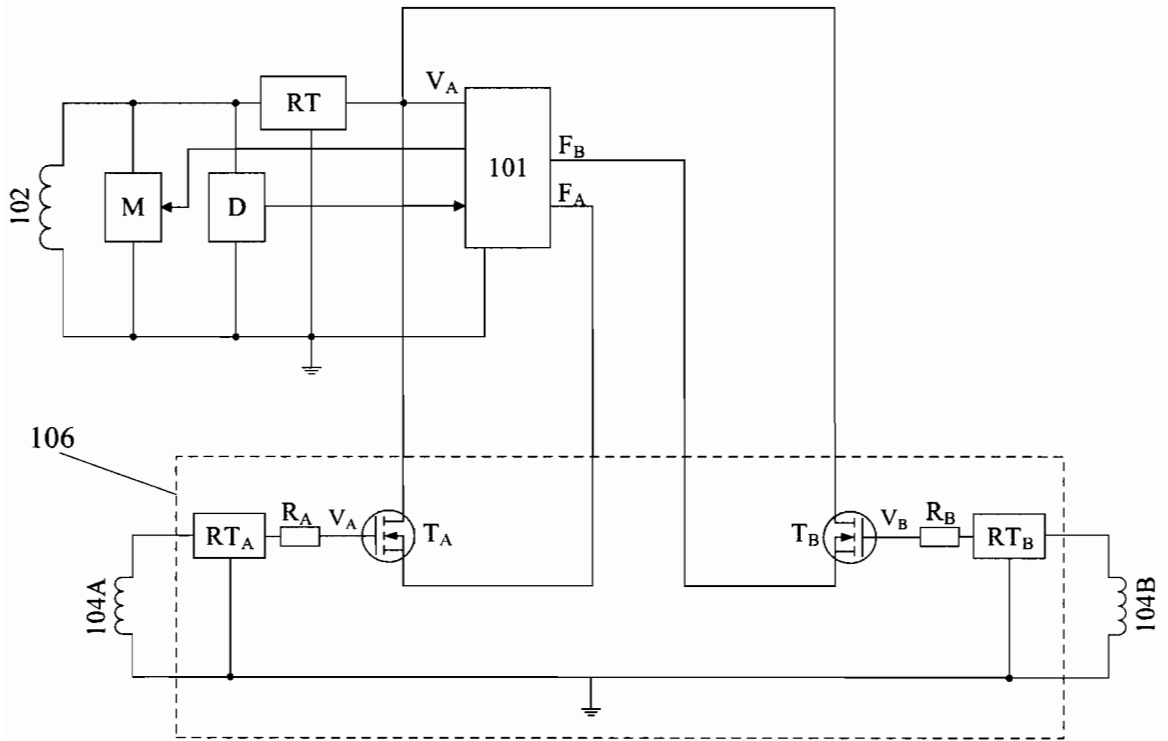 RT
V_A
101
F_B
F_A
102
M
D
106
RT_A
R_A
V_A
T_A
T_B
V_B
R_B
RT_B
104A
104B